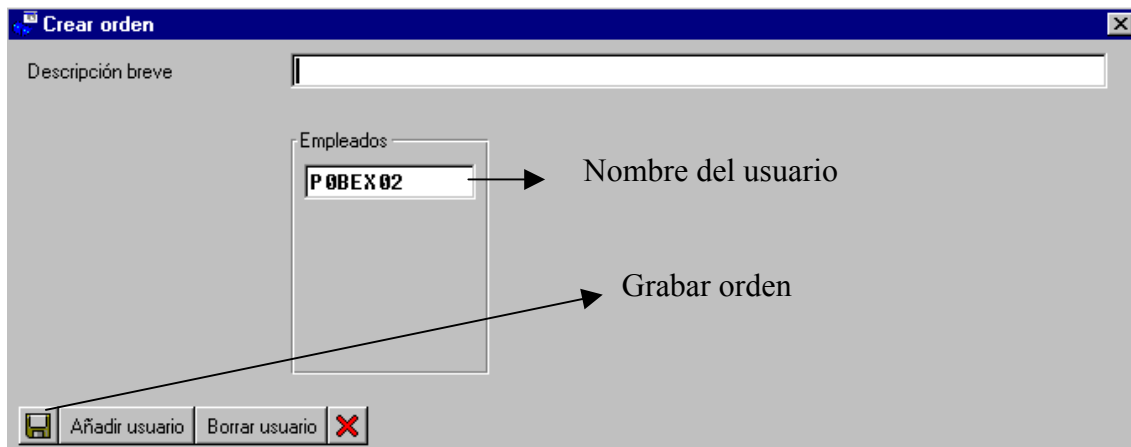 Crear orden
Descripción breve
Empleados
P0BEX02
Nombre del usuario
Grabar orden
Añadir usuario Borrar usuario